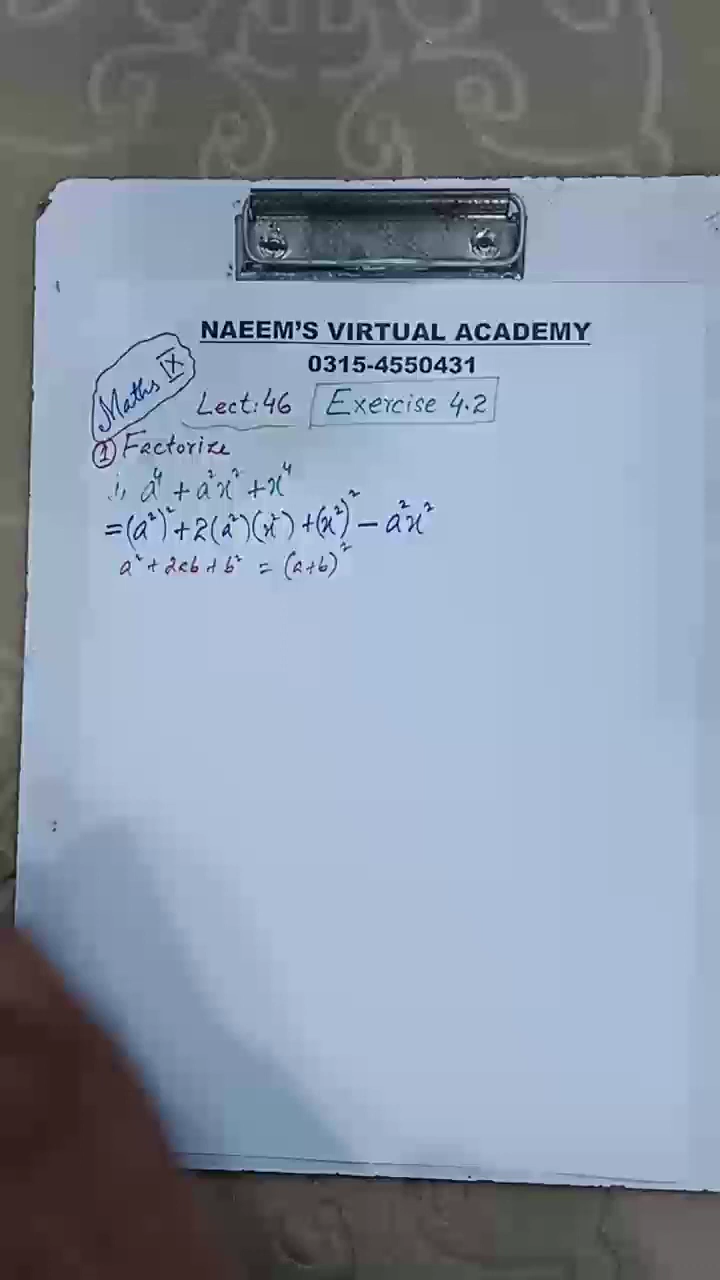 NAEEM'S VIRTUAL ACADEMY
0315-4550431
Maths IX
Lect:46 Exercise 4.2
① Factorize
i, a⁴ + a²x² + x⁴
= (a²)² + 2(a²)(x²) + (x²)² - a²x²
a² + 2ab + b² = (a+b)²